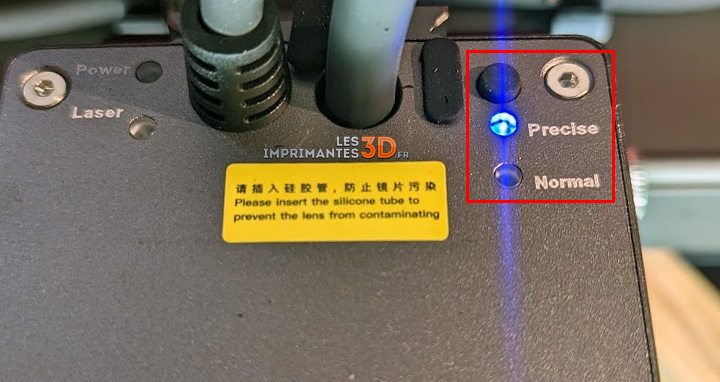 Power
Laser
Precise
Normal
LES
IMPRIMANTES3D.FR
请插入硅胶管，防止镜片污染
Please insert the silicone tube to
prevent the lens from contaminating